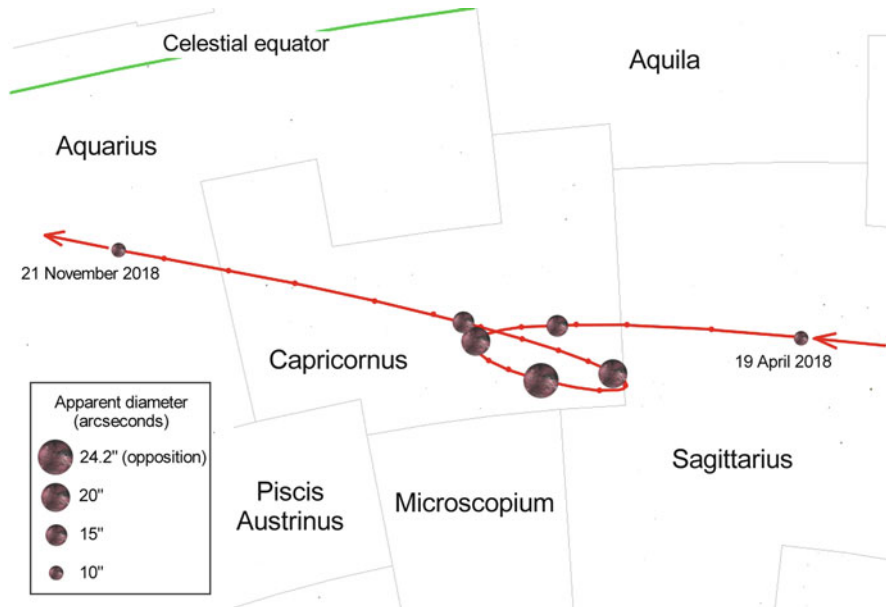 Celestial equator
Aquila
Aquarius
21 November 2018
19 April 2018
Capricornus
Apparent diameter
(arcseconds)
24.2" (opposition)
20"
15"
10"
Sagittarius
Piscis
Austrinus
Microscopium